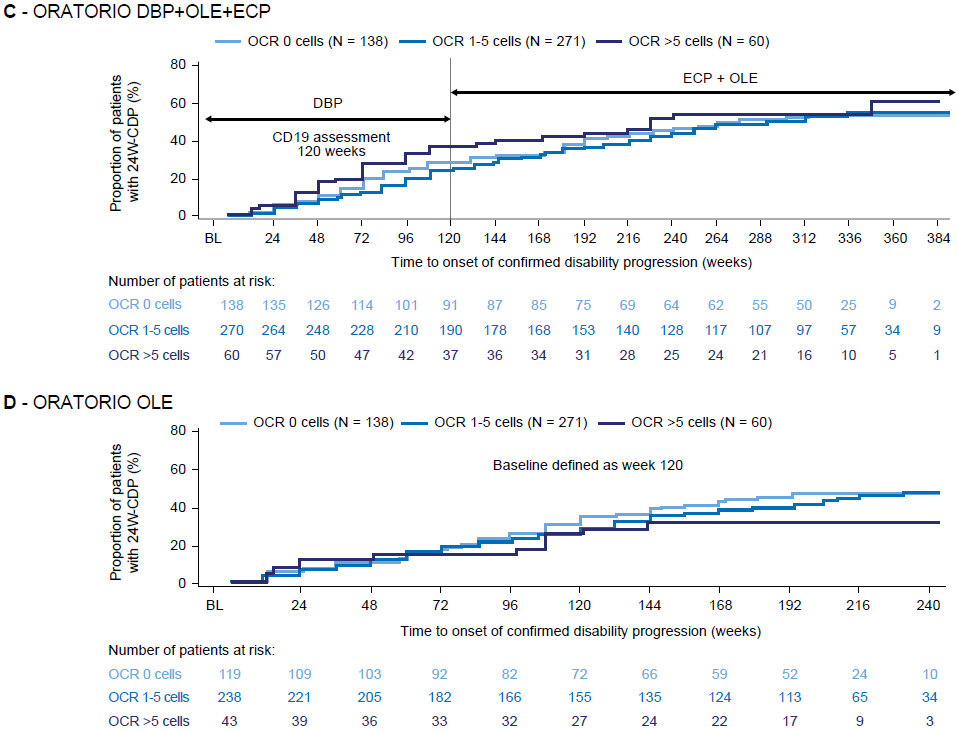 C - ORATORIO DBP+OLE+ECP
OCR 0 cells (N = 138) OCR 1-5 cells (N = 271) OCR >5 cells (N = 60)
Proportion of patients
with 24W-CDP (%)
80
60
40
20
0
DBP
ECP + OLE
CD19 assessment
120 weeks
BL 24 48 72 96 120 144 168 192 216 240 264 288 312 336 360 384
Time to onset of confirmed disability progression (weeks)
Number of patients at risk:
OCR 0 cells 138 135 126 114 101 91 87 85 75 69 64 62 55 50 25 9 2
OCR 1-5 cells 270 264 248 228 210 190 178 168 153 140 128 117 107 97 57 34 9
OCR >5 cells 60 57 50 47 42 37 36 34 31 28 25 24 21 16 10 5 1
D - ORATORIO OLE
OCR 0 cells (N = 138) OCR 1-5 cells (N = 271) OCR >5 cells (N = 60)
Proportion of patients
with 24W-CDP (%)
80
60
40
20
0
Baseline defined as week 120
BL 24 48 72 96 120 144 168 192 216 240
Time to onset of confirmed disability progression (weeks)
Number of patients at risk:
OCR 0 cells 119 109 103 92 82 72 66 59 52 24 10
OCR 1-5 cells 238 221 205 182 166 155 135 124 113 65 34
OCR >5 cells 43 39 36 33 32 27 24 22 17 9 3